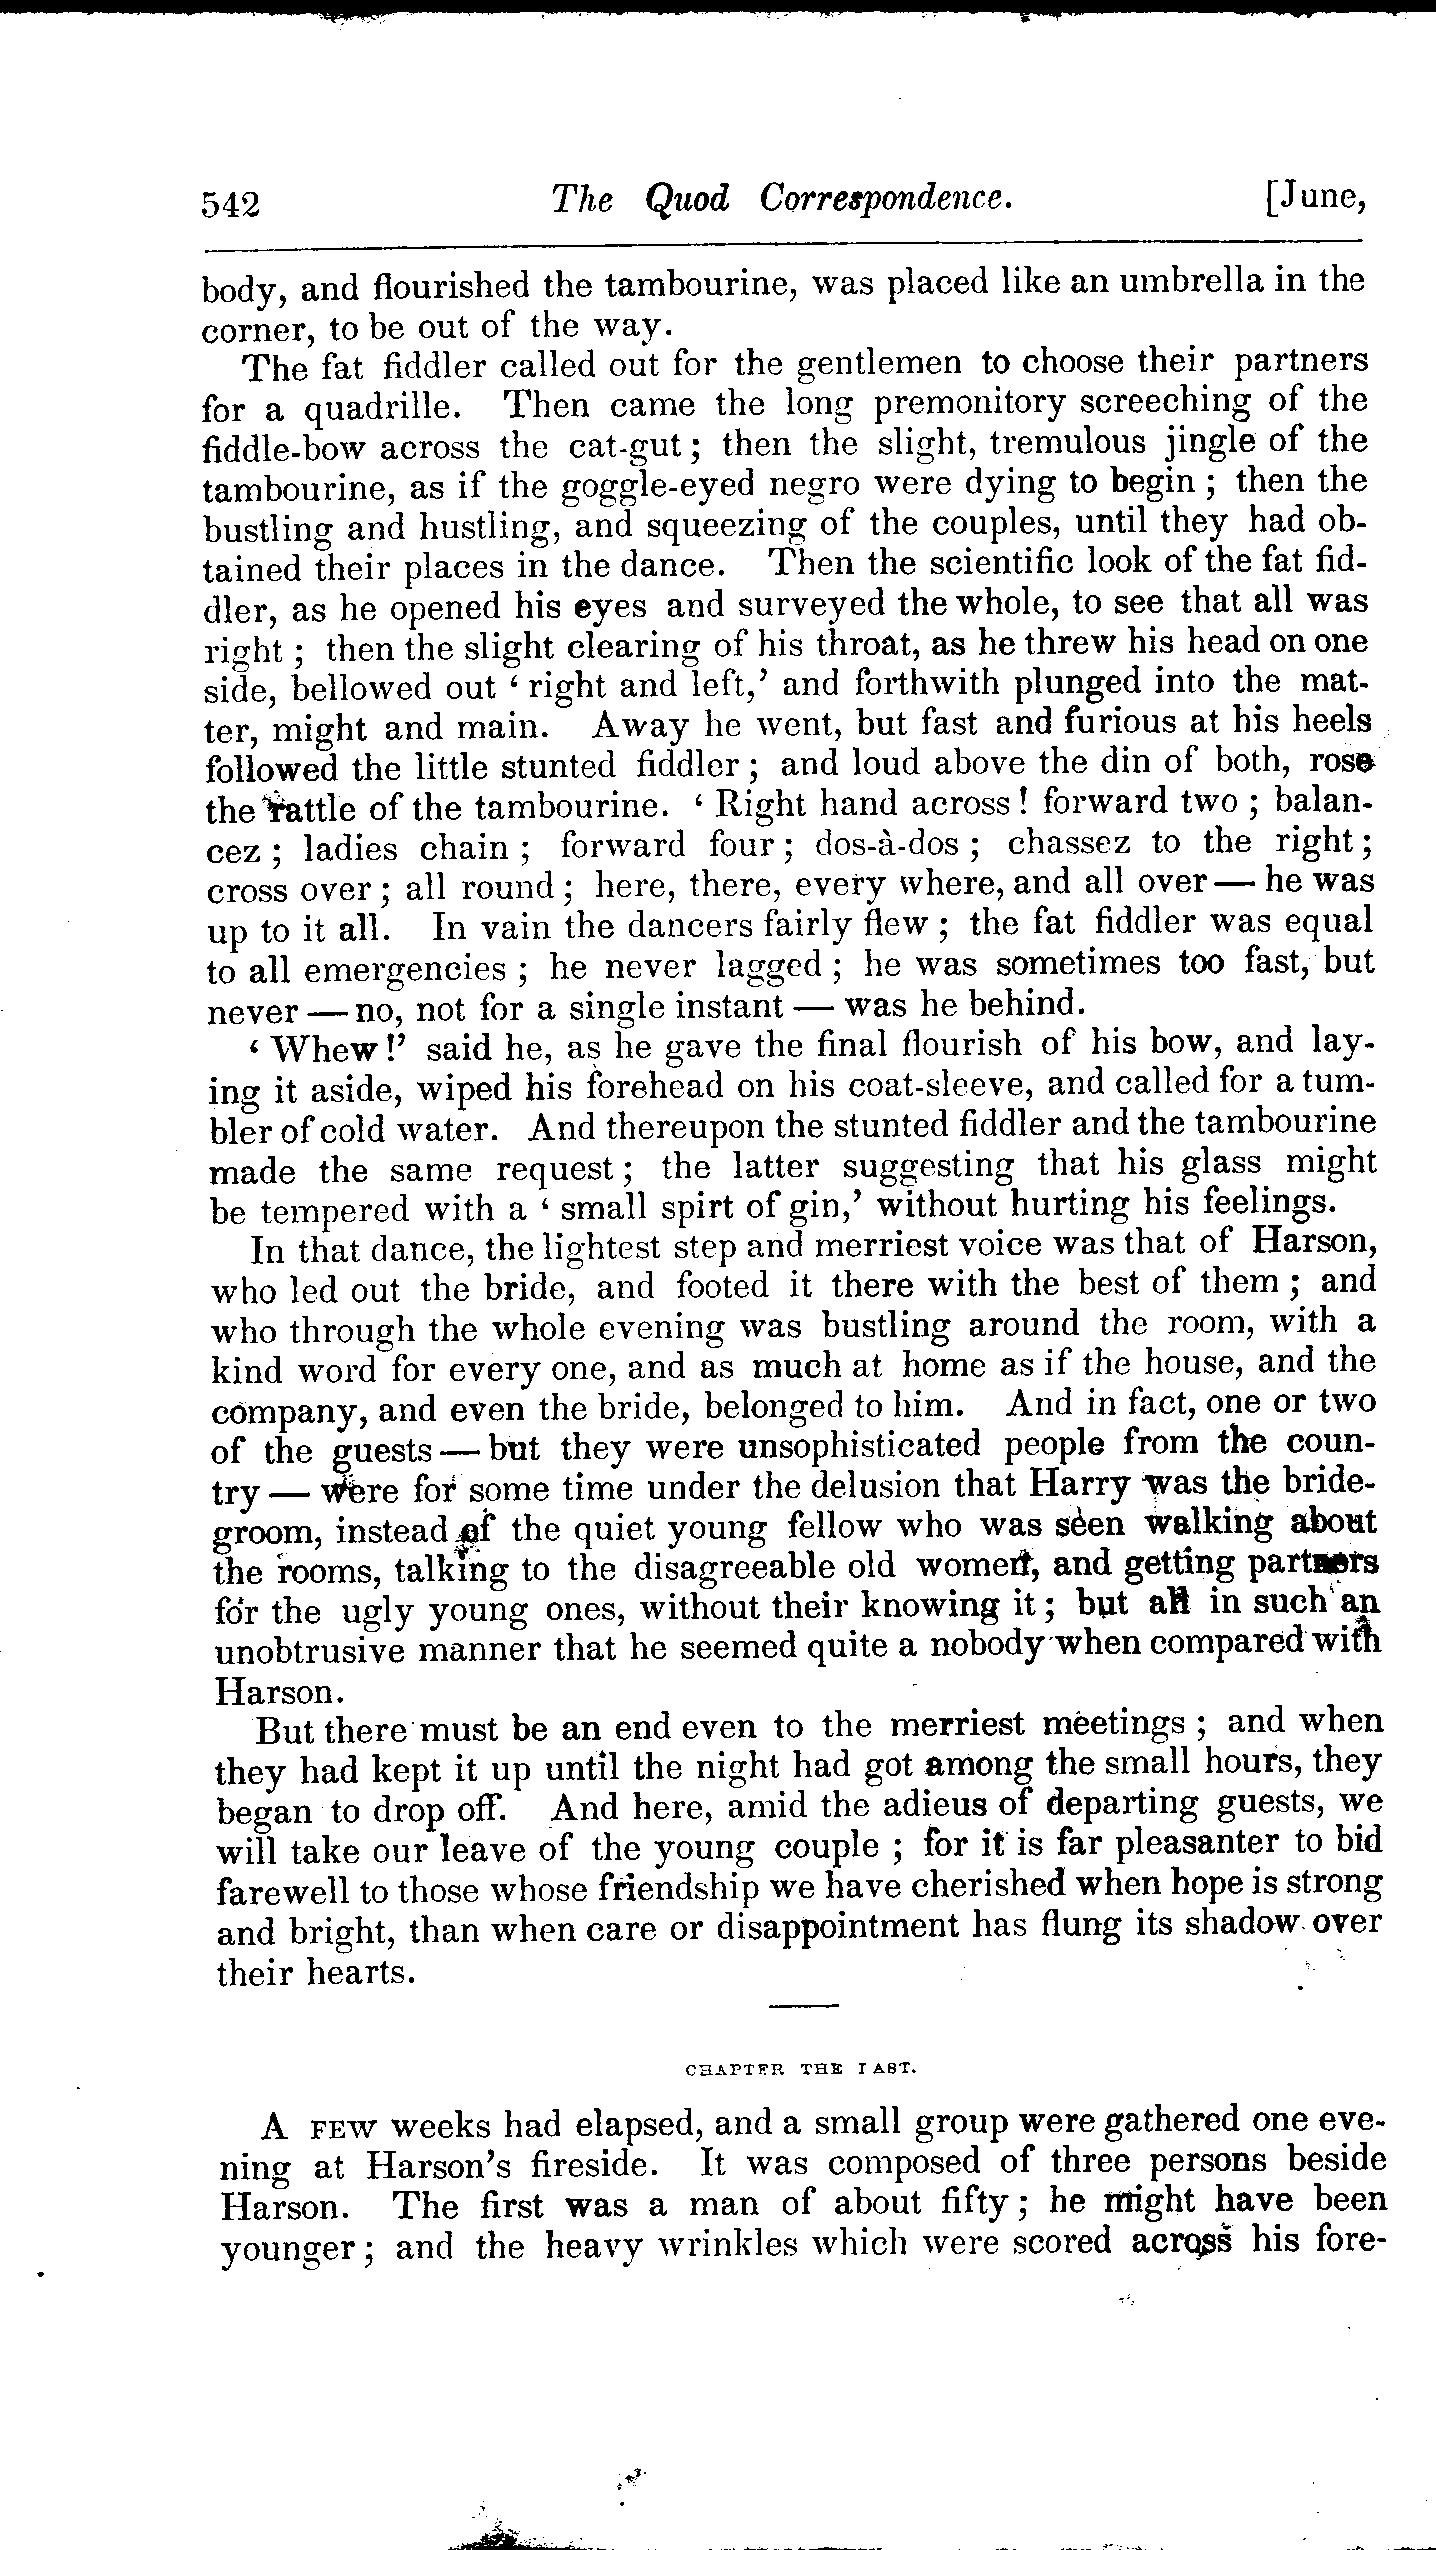 542 The Quod Correspondence. [June,
body, and flourished the tambourine, was placed like an umbrella in the
corner, to be out of the way.
The fat fiddler called out for the gentlemen to choose their partners
for a quadrille. Then came the long premonitory screeching of the
fiddle-bow across the cat-gut; then the slight, tremulous jingle of the
tambourine, as if the goggle-eyed negro were dying to begin; then the
bustling and hustling, and squeezing of the couples, until they had ob-
tained their places in the dance. Then the scientific look of the fat fid-
dler, as he opened his eyes and surveyed the whole, to see that all was
right; then the slight clearing of his throat, as he threw his head on one
side, bellowed out ‘right and left,’ and forthwith plunged into the mat-
ter, might and main. Away he went, but fast and furious at his heels
followed the little stunted fiddler; and loud above the din of both, rose
the rattle of the tambourine. ‘Right hand across! forward two; balan-
cez; ladies chain; forward four; dos-à-dos; chassez to the right;
cross over; all round; here, there, every where, and all over — he was
up to it all. In vain the dancers fairly flew; the fat fiddler was equal
to all emergencies; he never lagged; he was sometimes too fast, but
never — no, not for a single instant — was he behind.
‘Whew!’ said he, as he gave the final flourish of his bow, and lay-
ing it aside, wiped his forehead on his coat-sleeve, and called for a tum-
bler of cold water. And thereupon the stunted fiddler and the tambourine
made the same request; the latter suggesting that his glass might
be tempered with a ‘small spirt of gin,’ without hurting his feelings.
In that dance, the lightest step and merriest voice was that of Harson,
who led out the bride, and footed it there with the best of them; and
who through the whole evening was bustling around the room, with a
kind word for every one, and as much at home as if the house, and the
company, and even the bride, belonged to him. And in fact, one or two
of the guests — but they were unsophisticated people from the coun-
try — were for some time under the delusion that Harry was the bride-
groom, instead of the quiet young fellow who was seen walking about
the rooms, talking to the disagreeable old women, and getting partners
for the ugly young ones, without their knowing it; but all in such an
unobtrusive manner that he seemed quite a nobody when compared with
Harson.
But there must be an end even to the merriest meetings; and when
they had kept it up until the night had got among the small hours, they
began to drop off. And here, amid the adieus of departing guests, we
will take our leave of the young couple; for it is far pleasanter to bid
farewell to those whose friendship we have cherished when hope is strong
and bright, than when care or disappointment has flung its shadow over
their hearts.
CHAPTER THE LAST.
A FEW weeks had elapsed, and a small group were gathered one eve-
ning at Harson's fireside. It was composed of three persons beside
Harson. The first was a man of about fifty; he might have been
younger; and the heavy wrinkles which were scored across his fore-